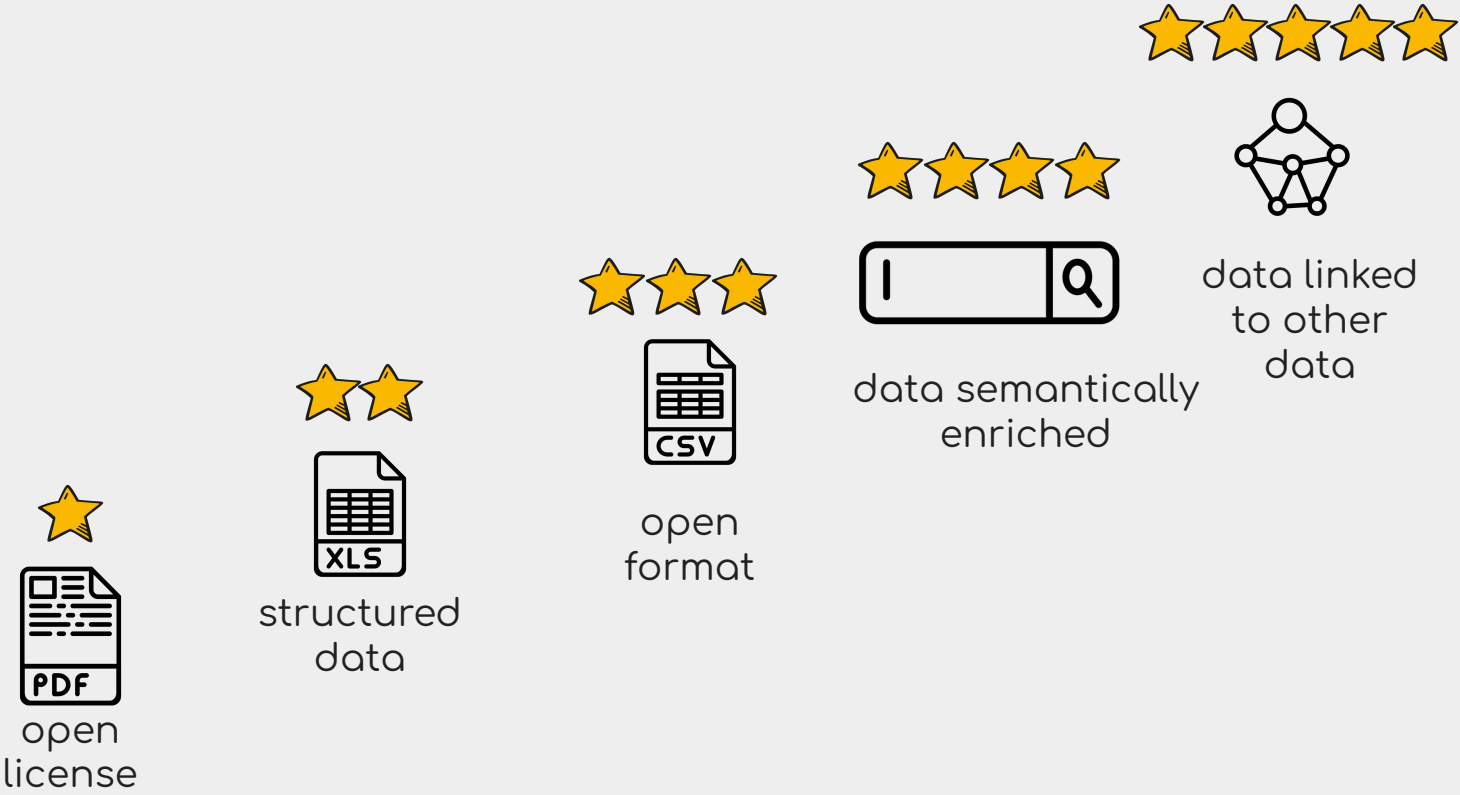 PDF
open
license
XLS
structured
data
CSV
open
format
data semantically
enriched
data linked
to other
data